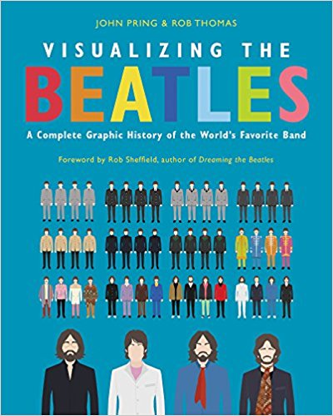 JOHN PRING & ROB THOMAS
VISUALIZING THE
BEATLES
A Complete Graphic History of the World's Favorite Band
Foreword by Rob Sheffield, author of Dreaming the Beatles